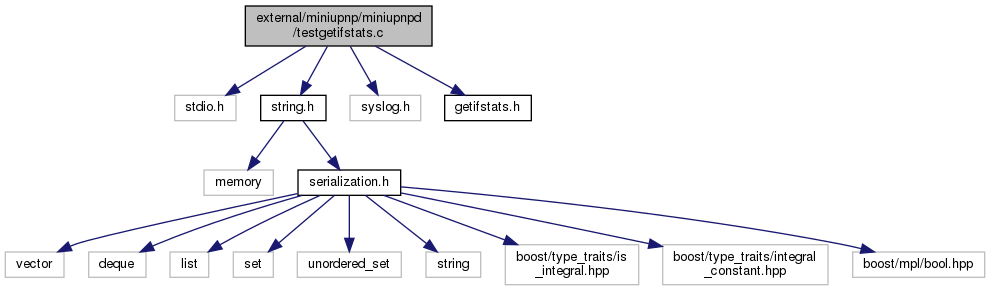 external/miniupnp/miniupnpd
/testgetifstats.c
stdio.h
string.h
syslog.h
getifstats.h
memory
serialization.h
vector
deque
list
set
unordered_set
string
boost/type_traits/is
_integral.hpp
boost/type_traits/integral
_constant.hpp
boost/mpl/bool.hpp